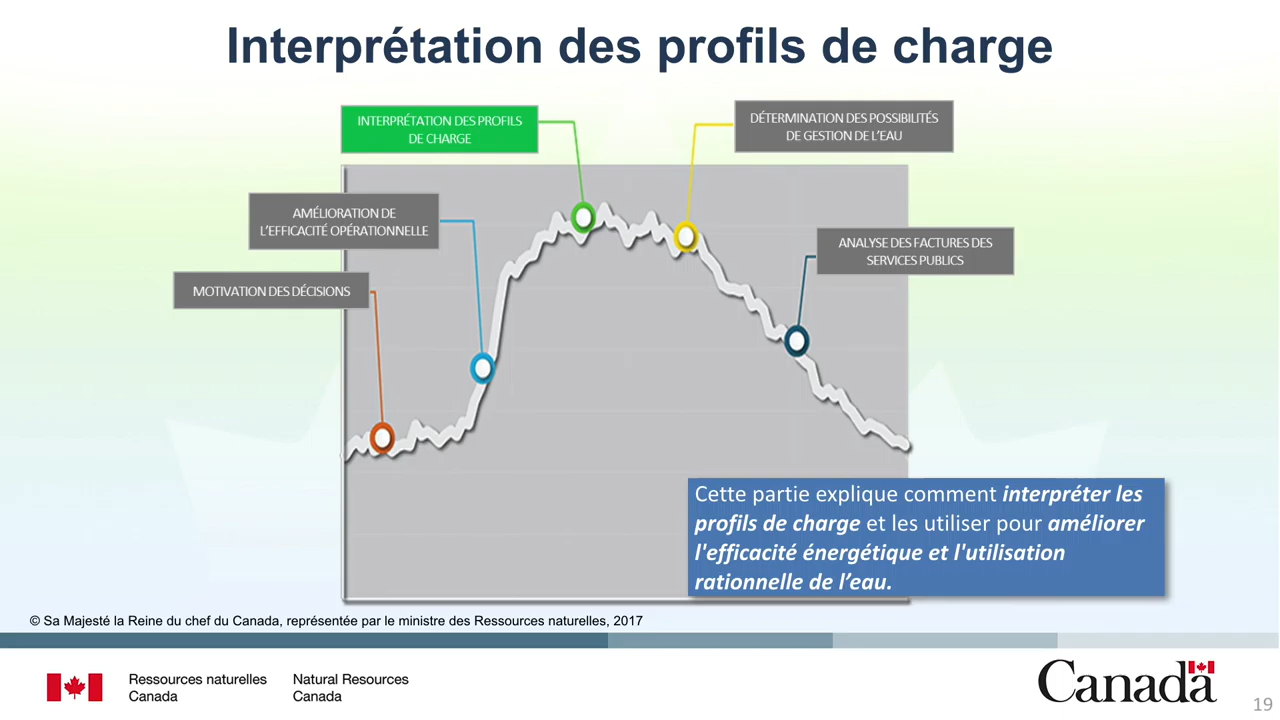 Interprétation des profils de charge
INTERPRÉTATION DES PROFILS
DE CHARGE
DÉTERMINATION DES POSSIBILITÉS
DE GESTION DE L'EAU
AMÉLIORATION DE
L'EFFICACITÉ OPÉRATIONNELLE
ANALYSE DES FACTURES DES
SERVICES PUBLICS
MOTIVATION DES DÉCISIONS
Cette partie explique comment interpréter les
profils de charge et les utiliser pour améliorer
l'efficacité énergétique et l'utilisation
rationnelle de l’eau.
© Sa Majesté la Reine du chef du Canada, représentée par le ministre des Ressources naturelles, 2017
Ressources naturelles
Canada
Natural Resources
Canada
Canada
19